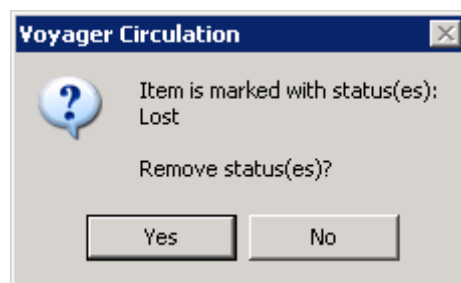 Voyager Circulation
Item is marked with status(es):
Lost
Remove status(es)?
Yes
No